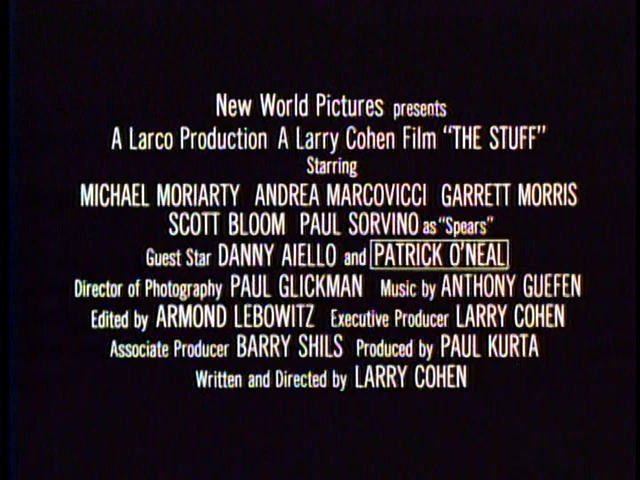 New World Pictures presents
A Larco Production A Larry Cohen Film "THE STUFF"
Starring
MICHAEL MORIARTY ANDREA MARCOVICCI GARRETT MORRIS
SCOTT BLOOM PAUL SORVINO as "Spears"
Guest Star DANNY AIELLO and PATRICK O'NEAL
Director of Photography PAUL GLICKMAN Music by ANTHONY GUEFEN
Edited by ARMOND LEBOWITZ Executive Producer LARRY COHEN
Associate Producer BARRY SHILS Produced by PAUL KURTA
Written and Directed by LARRY COHEN